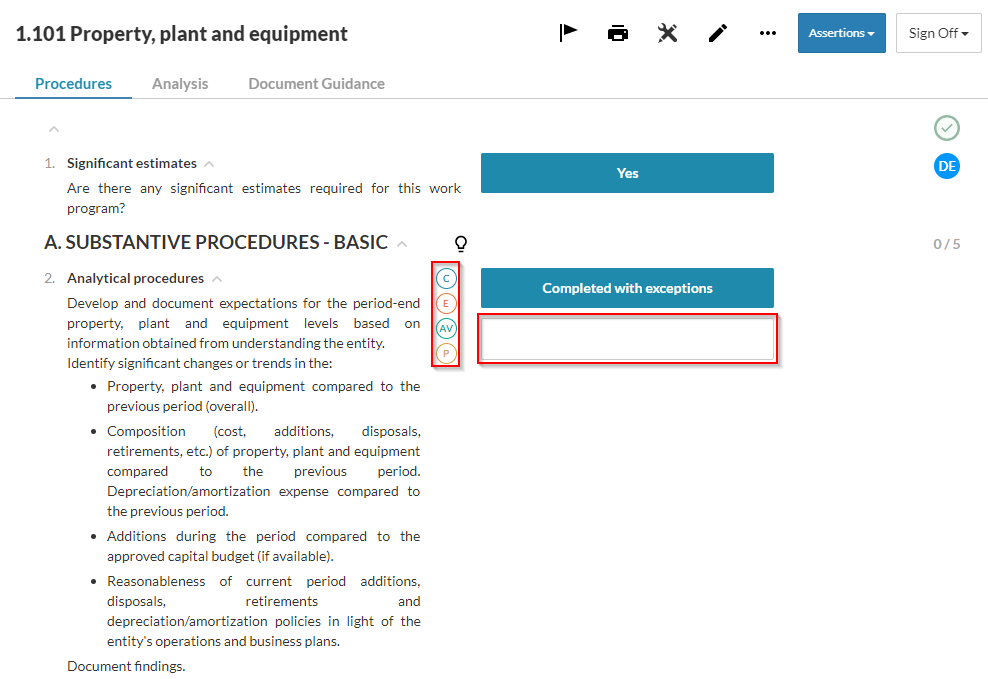 1.101 Property, plant and equipment
Assertions
Sign Off
Procedures
Analysis
Document Guidance
1. Significant estimates
Yes
DE
Are there any significant estimates required for this work
program?
A. SUBSTANTIVE PROCEDURES - BASIC
0 / 5
2. Analytical procedures
C
E
AV
P
Completed with exceptions
Develop and document expectations for the period-end
property, plant and equipment levels based on
information obtained from understanding the entity.
Identify significant changes or trends in the:
• Property, plant and equipment compared to the
previous period (overall).
• Composition (cost, additions, disposals,
retirements, etc.) of property, plant and equipment
compared to the previous period.
Depreciation/amortization expense compared to
the previous period.
• Additions during the period compared to the
approved capital budget (if available).
• Reasonableness of current period additions,
disposals, retirements and
depreciation/amortization policies in light of the
entity's operations and business plans.
Document findings.